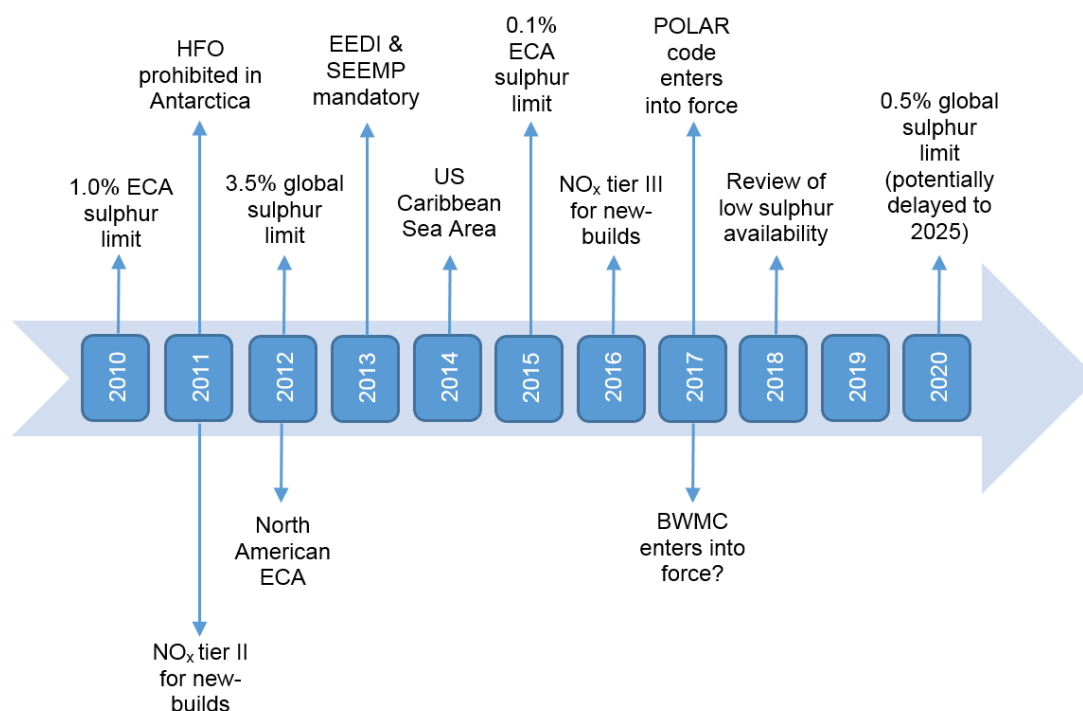 HFO
prohibited in
Antarctica
EEDI &
SEEMP
mandatory
0.1%
ECA
sulphur
limit
POLAR
code
enters
into force
0.5% global
sulphur
limit
(potentially
delayed to
2025)
1.0% ECA
sulphur
limit
3.5% global
sulphur
limit
US
Caribbean
Sea Area
NOₓ tier III
for new-
builds
Review of
low sulphur
availability
2010
2011
2012
2013
2014
2015
2016
2017
2018
2019
2020
North
American
ECA
BWMC
enters into
force?
NOₓ tier II
for new-
builds